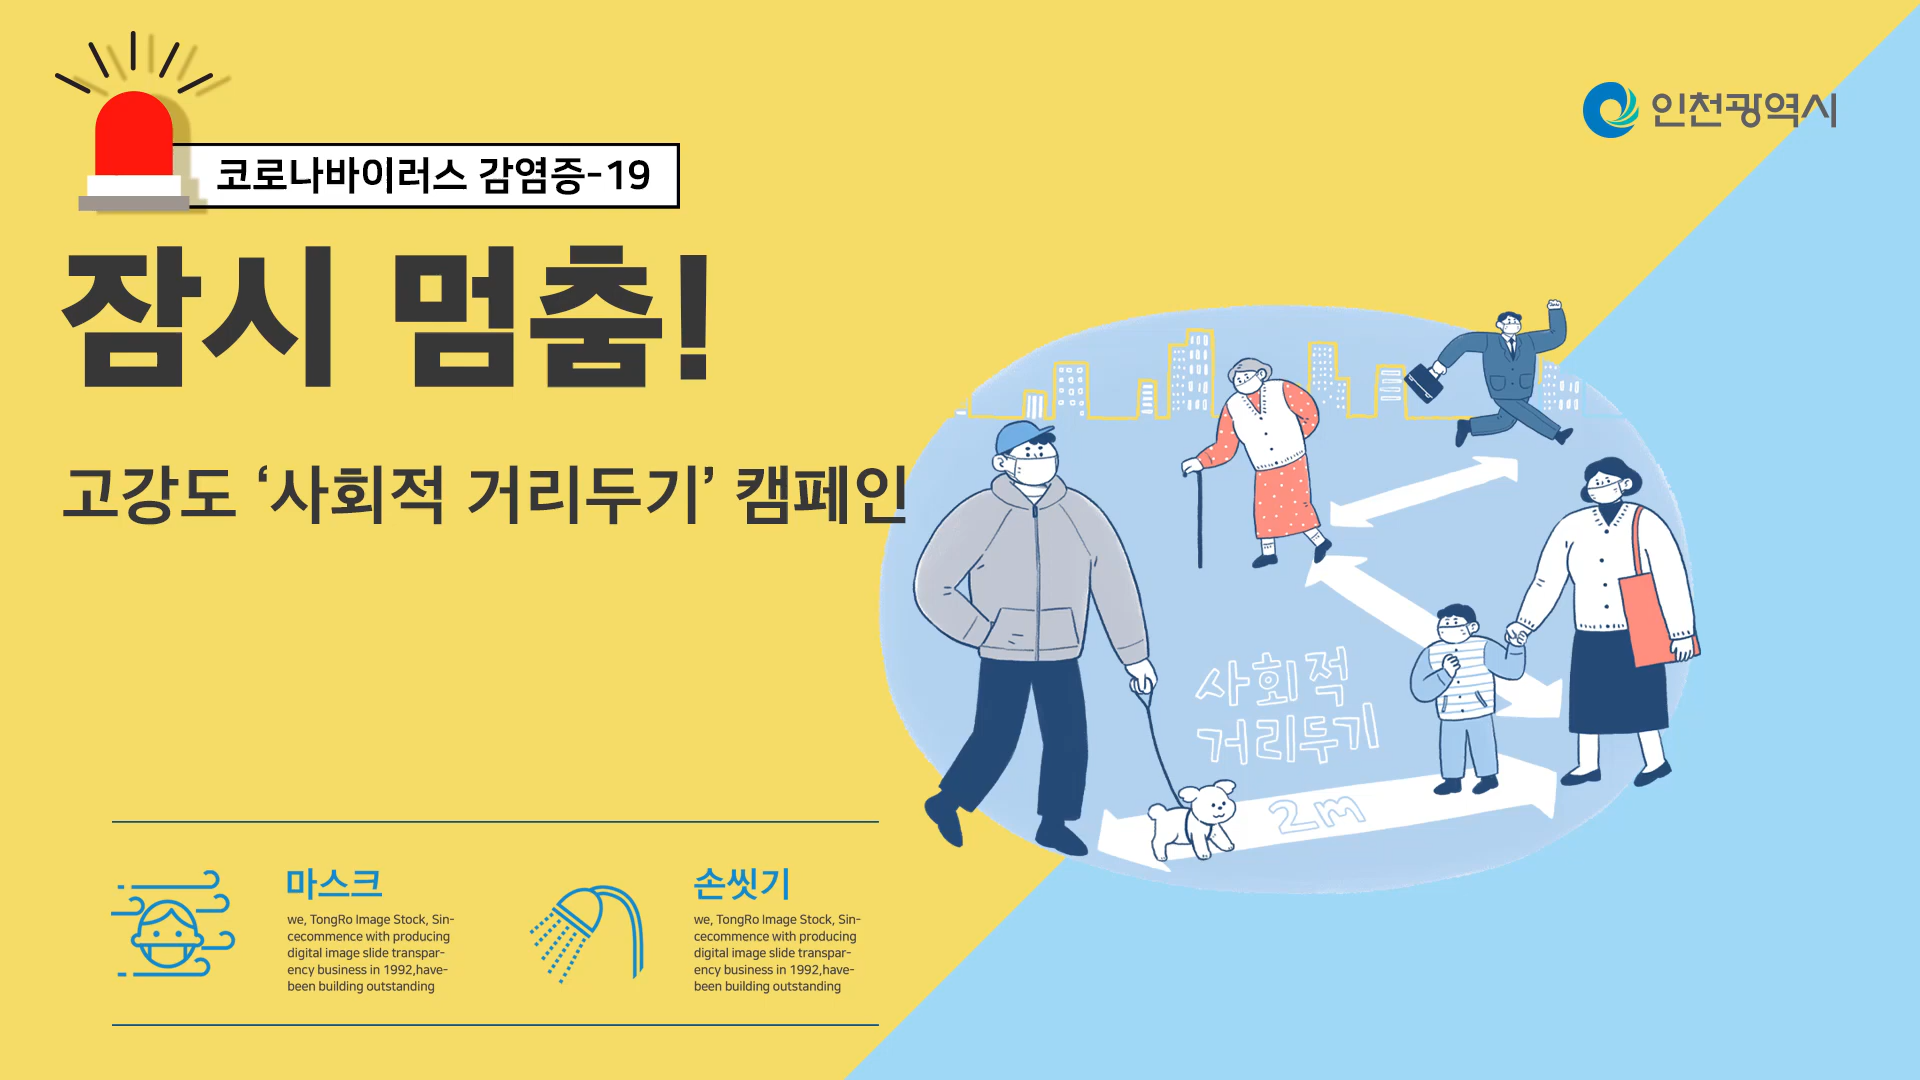 인천광역시
코로나바이러스 감염증-19
잠시 멈춤!
고강도 ‘사회적 거리두기’ 캠페인
사회적
거리두기
2m
마스크
we, TongRo Image Stock, Sin-
cecommence with producing
digital image slide transpar-
ency business in 1992,have-
been building outstanding
손씻기
we, TongRo Image Stock, Sin-
cecommence with producing
digital image slide transpar-
ency business in 1992,have-
been building outstanding